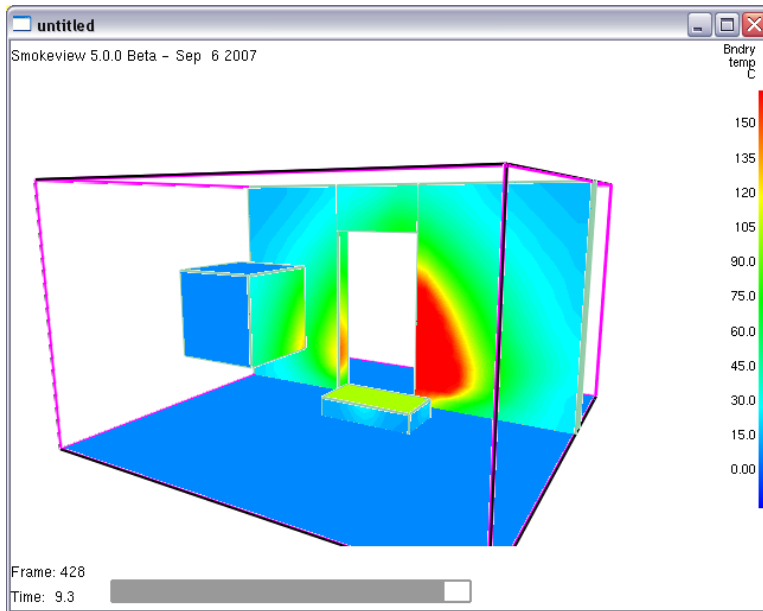 untitled
Smokeview 5.0.0 Beta – Sep 6 2007
Bndry
temp
C
150
135
120
105
90.0
75.0
60.0
45.0
30.0
15.0
0.00
Frame: 428
Time: 9.3